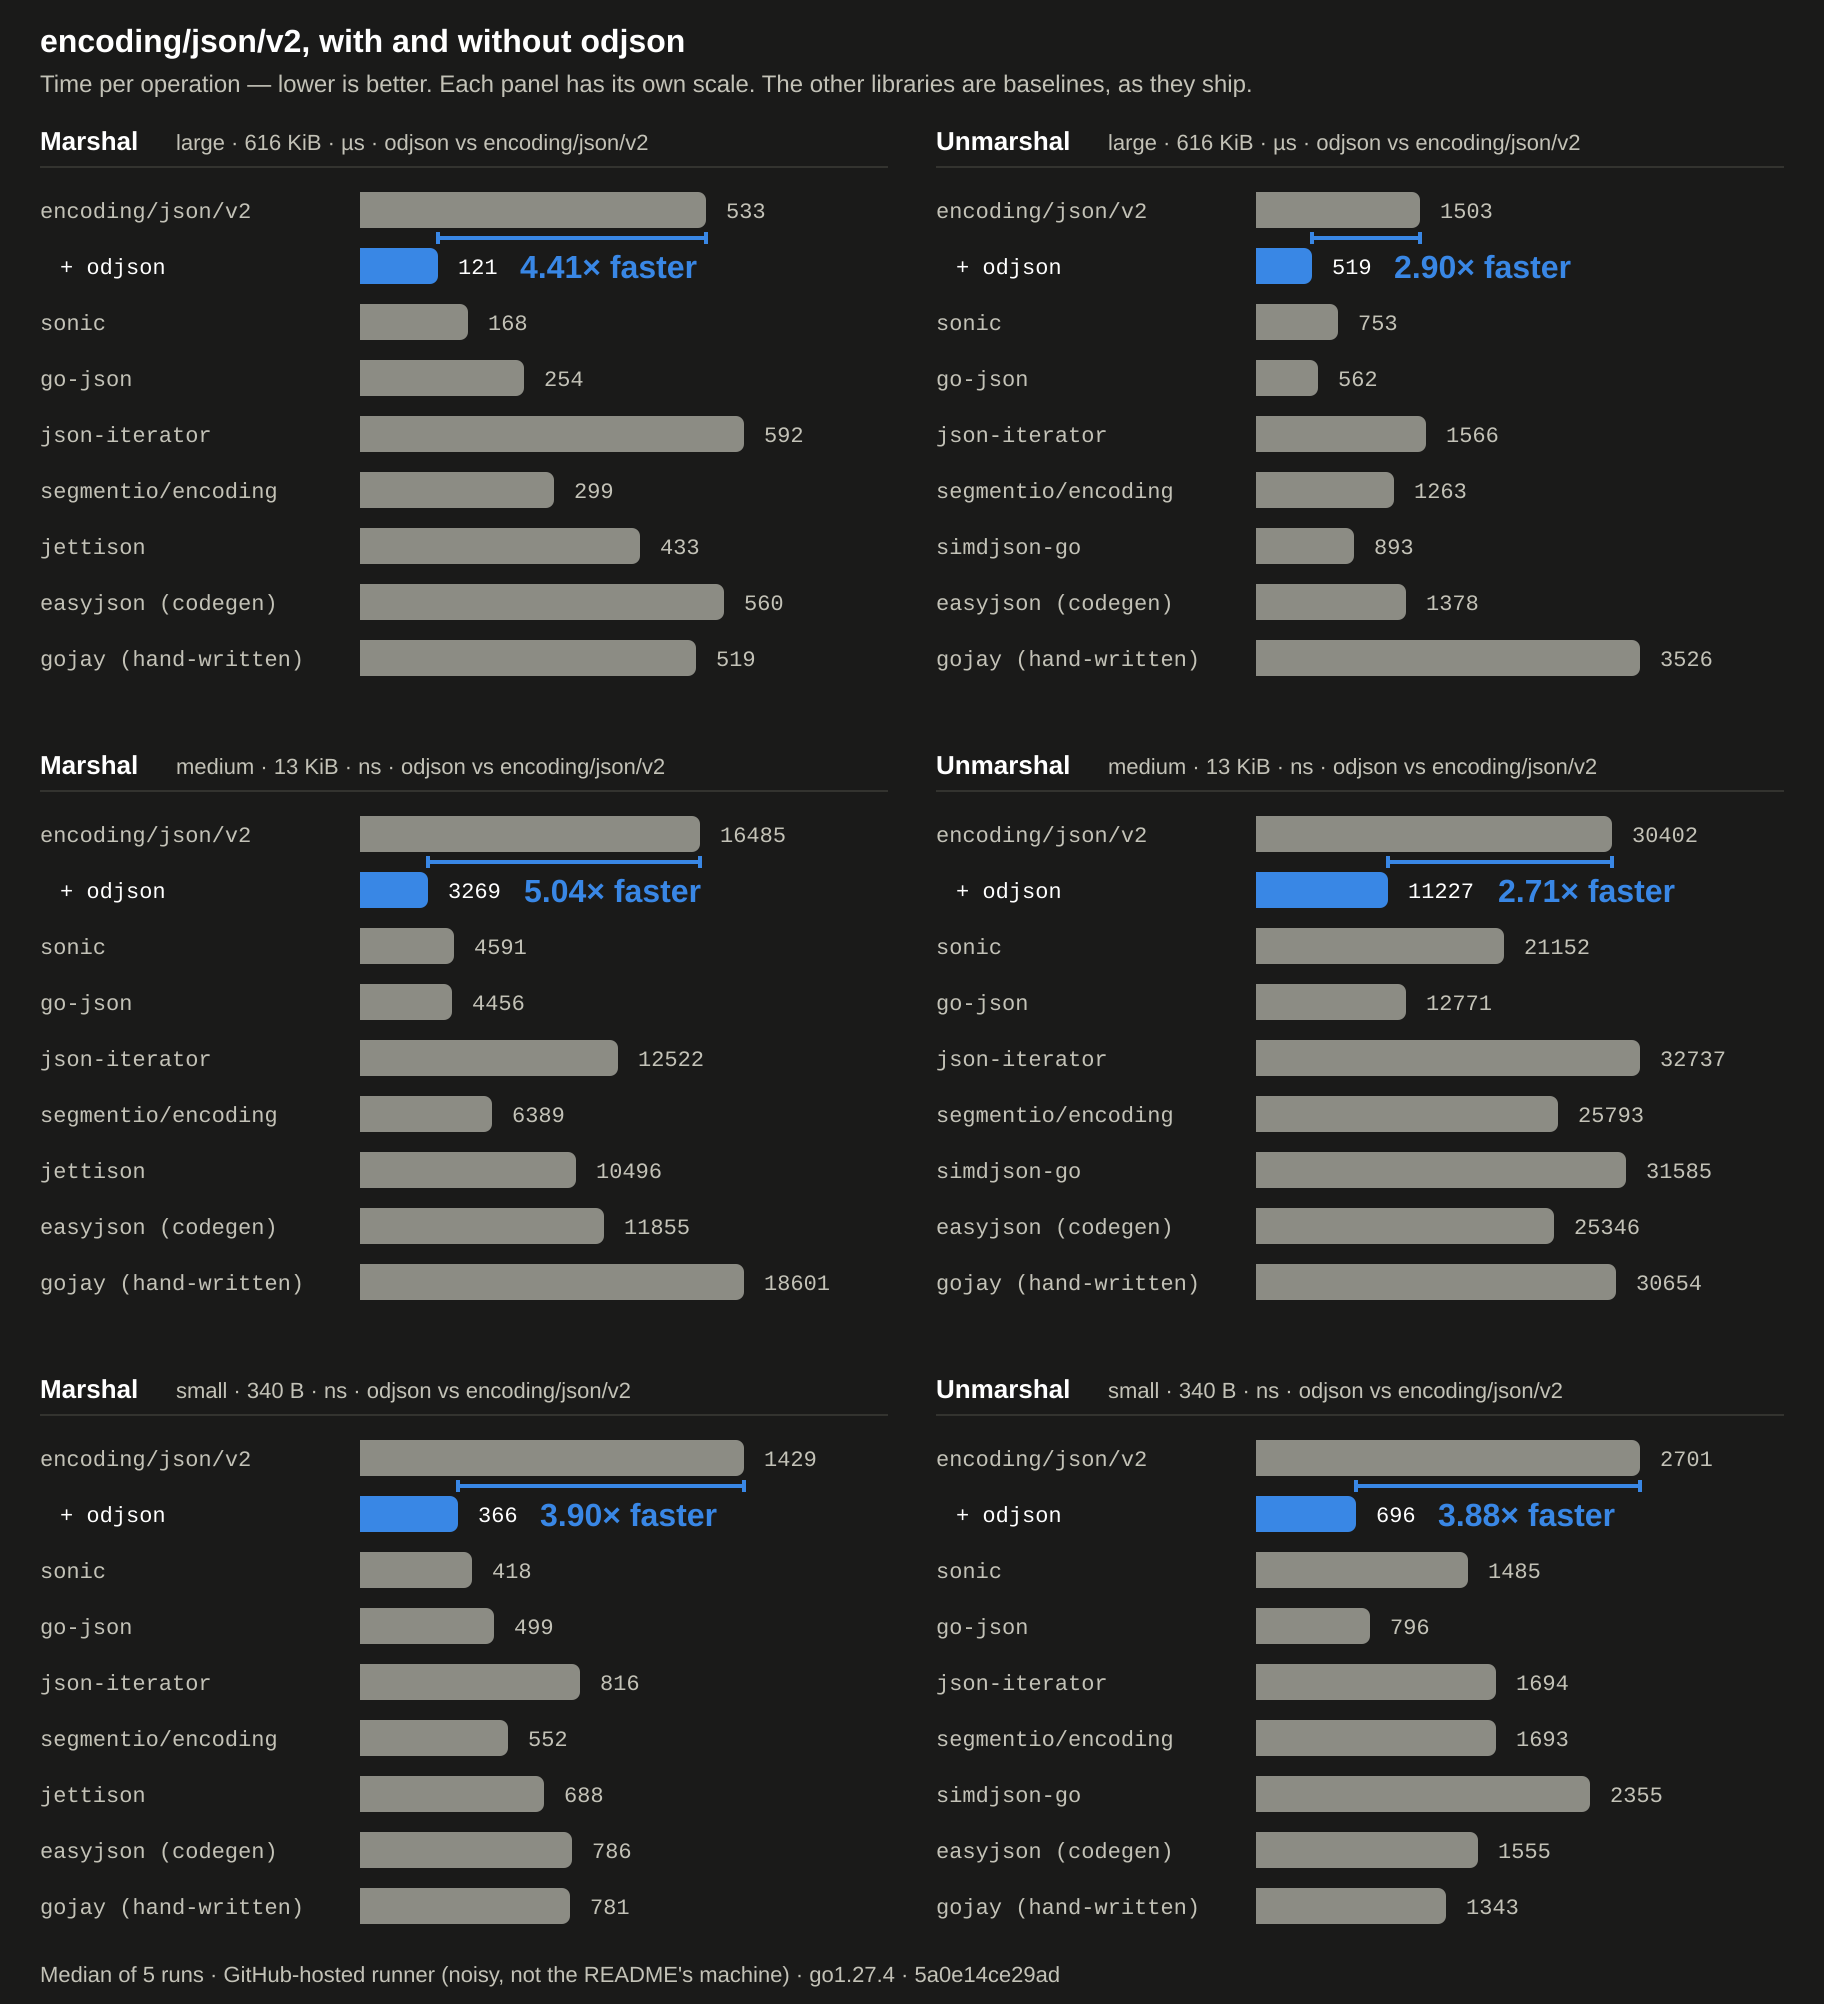 encoding/json/v2, with and without odjson
Time per operation — lower is better. Each panel has its own scale. The other libraries are baselines, as they ship.
Marshal large · 616 KiB · µs · odjson vs encoding/json/v2
encoding/json/v2 533
+ odjson 121 4.41× faster
sonic 168
go-json 254
json-iterator 592
segmentio/encoding 299
jettison 433
easyjson (codegen) 560
gojay (hand-written) 519
Unmarshal large · 616 KiB · µs · odjson vs encoding/json/v2
encoding/json/v2 1503
+ odjson 519 2.90× faster
sonic 753
go-json 562
json-iterator 1566
segmentio/encoding 1263
simdjson-go 893
easyjson (codegen) 1378
gojay (hand-written) 3526
Marshal medium · 13 KiB · ns · odjson vs encoding/json/v2
encoding/json/v2 16485
+ odjson 3269 5.04× faster
sonic 4591
go-json 4456
json-iterator 12522
segmentio/encoding 6389
jettison 10496
easyjson (codegen) 11855
gojay (hand-written) 18601
Unmarshal medium · 13 KiB · ns · odjson vs encoding/json/v2
encoding/json/v2 30402
+ odjson 11227 2.71× faster
sonic 21152
go-json 12771
json-iterator 32737
segmentio/encoding 25793
simdjson-go 31585
easyjson (codegen) 25346
gojay (hand-written) 30654
Marshal small · 340 B · ns · odjson vs encoding/json/v2
encoding/json/v2 1429
+ odjson 366 3.90× faster
sonic 418
go-json 499
json-iterator 816
segmentio/encoding 552
jettison 688
easyjson (codegen) 786
gojay (hand-written) 781
Unmarshal small · 340 B · ns · odjson vs encoding/json/v2
encoding/json/v2 2701
+ odjson 696 3.88× faster
sonic 1485
go-json 796
json-iterator 1694
segmentio/encoding 1693
simdjson-go 2355
easyjson (codegen) 1555
gojay (hand-written) 1343
Median of 5 runs · GitHub-hosted runner (noisy, not the README's machine) · go1.27.4 · 5a0e14ce29ad